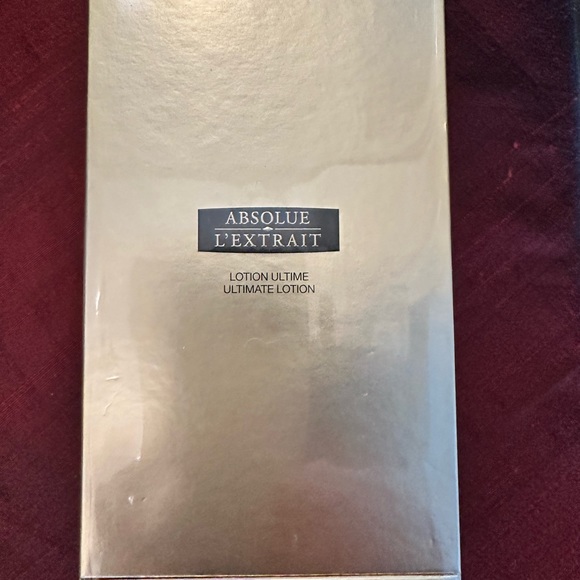 ABSOLUE
L'EXTRAIT
LOTION ULTIME
ULTIMATE LOTION